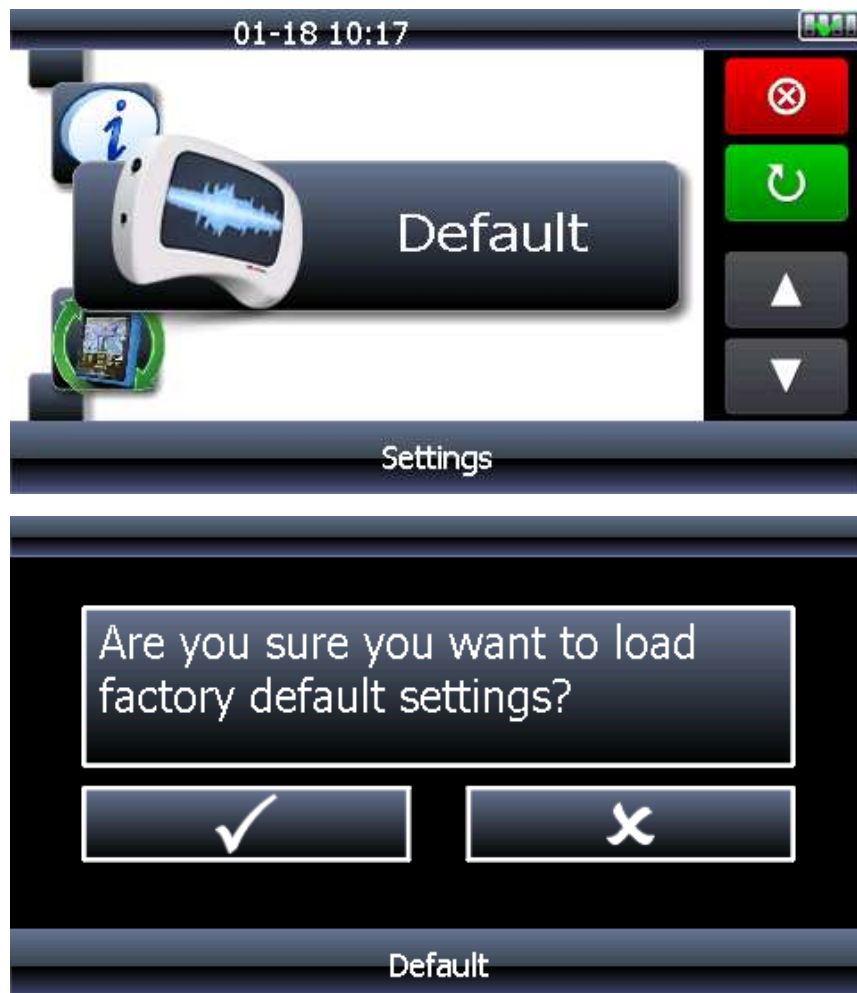 01-18 10:17
i
Default
Settings
Are you sure you want to load
factory default settings?
Default